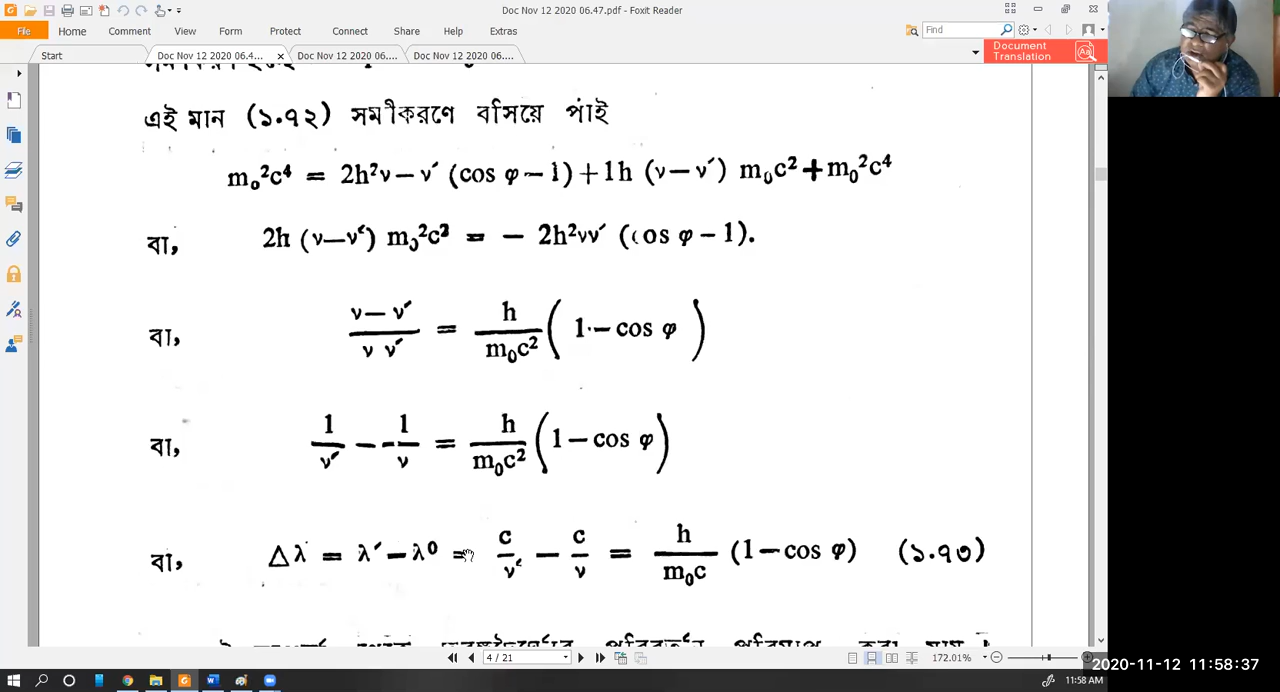 Doc Nov 12 2020 06.47.pdf - Foxit Reader
File Home Comment View Form Protect Connect Share Help Extras
Find
Document Translation
Start Doc Nov 12 2020 06.4... Doc Nov 12 2020 06.47.... Doc Nov 12 2020 06.47....
এই মান (১.৭২) সমীকরণে বসিয়ে পাই
m₀²c⁴ = 2h²ν – ν′ (cos φ – 1) + 1h (ν – ν′) m₀c² + m₀²c⁴
বা, 2h (ν–ν′) m₀²c² = – 2h²νν′ (cos φ – 1).
বা, ν – ν′ / ν ν′ = h / m₀c² (1 – cos φ)
বা, 1/ν′ – 1/ν = h / m₀c² (1 – cos φ)
বা, Δλ = λ′ – λ⁰ = c/ν′ – c/ν = h / m₀c (1 – cos φ) (১.৭৩)
4 / 21
172.01%
2020-11-12 11:58:37
11:58 AM